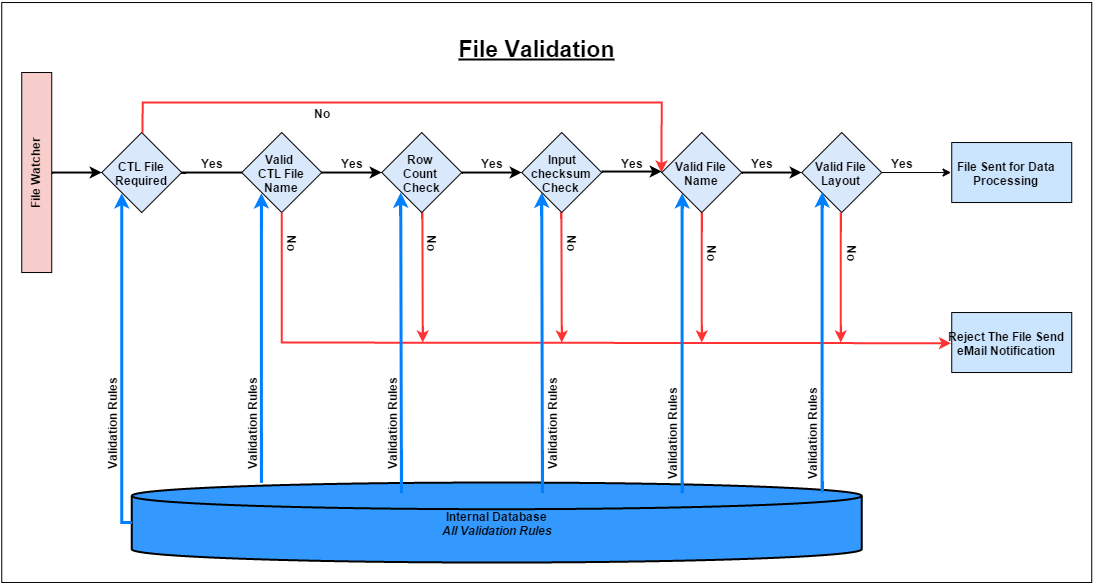 File Validation
No
File Watcher
CTL File
Required
Yes
Valid
CTL File
Name
Yes
Row
Count
Check
Yes
Input
checksum
Check
Yes
Valid File
Name
Yes
Valid File
Layout
Yes
File Sent for Data
Processing
No
No
No
No
No
Reject The File Send
eMail Notification
Validation Rules
Validation Rules
Validation Rules
Validation Rules
Validation Rules
Validation Rules
Internal Database
All Validation Rules